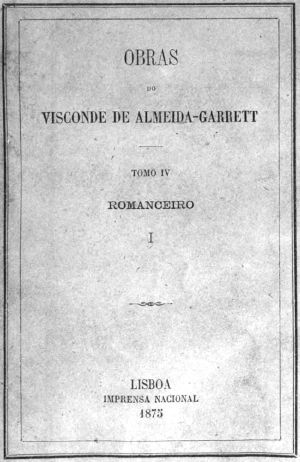 OBRAS
DO
VISCONDE DE ALMEIDA-GARRETT
TOMO IV
ROMANCEIRO
I
LISBOA
IMPRENSA NACIONAL
1875